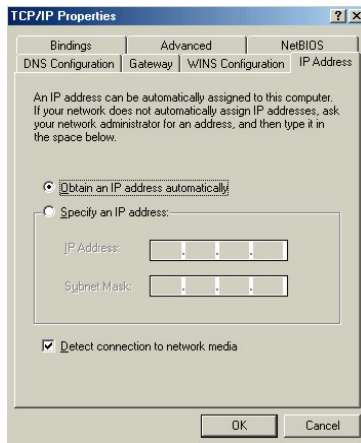 TCP/IP Properties
Bindings Advanced NetBIOS
DNS Configuration Gateway WINS Configuration IP Address
An IP address can be automatically assigned to this computer.
If your network does not automatically assign IP addresses, ask
your network administrator for an address, and then type it in
the space below.
Obtain an IP address automatically
Specify an IP address:
IP Address:
Subnet Mask:
Detect connection to network media
OK Cancel